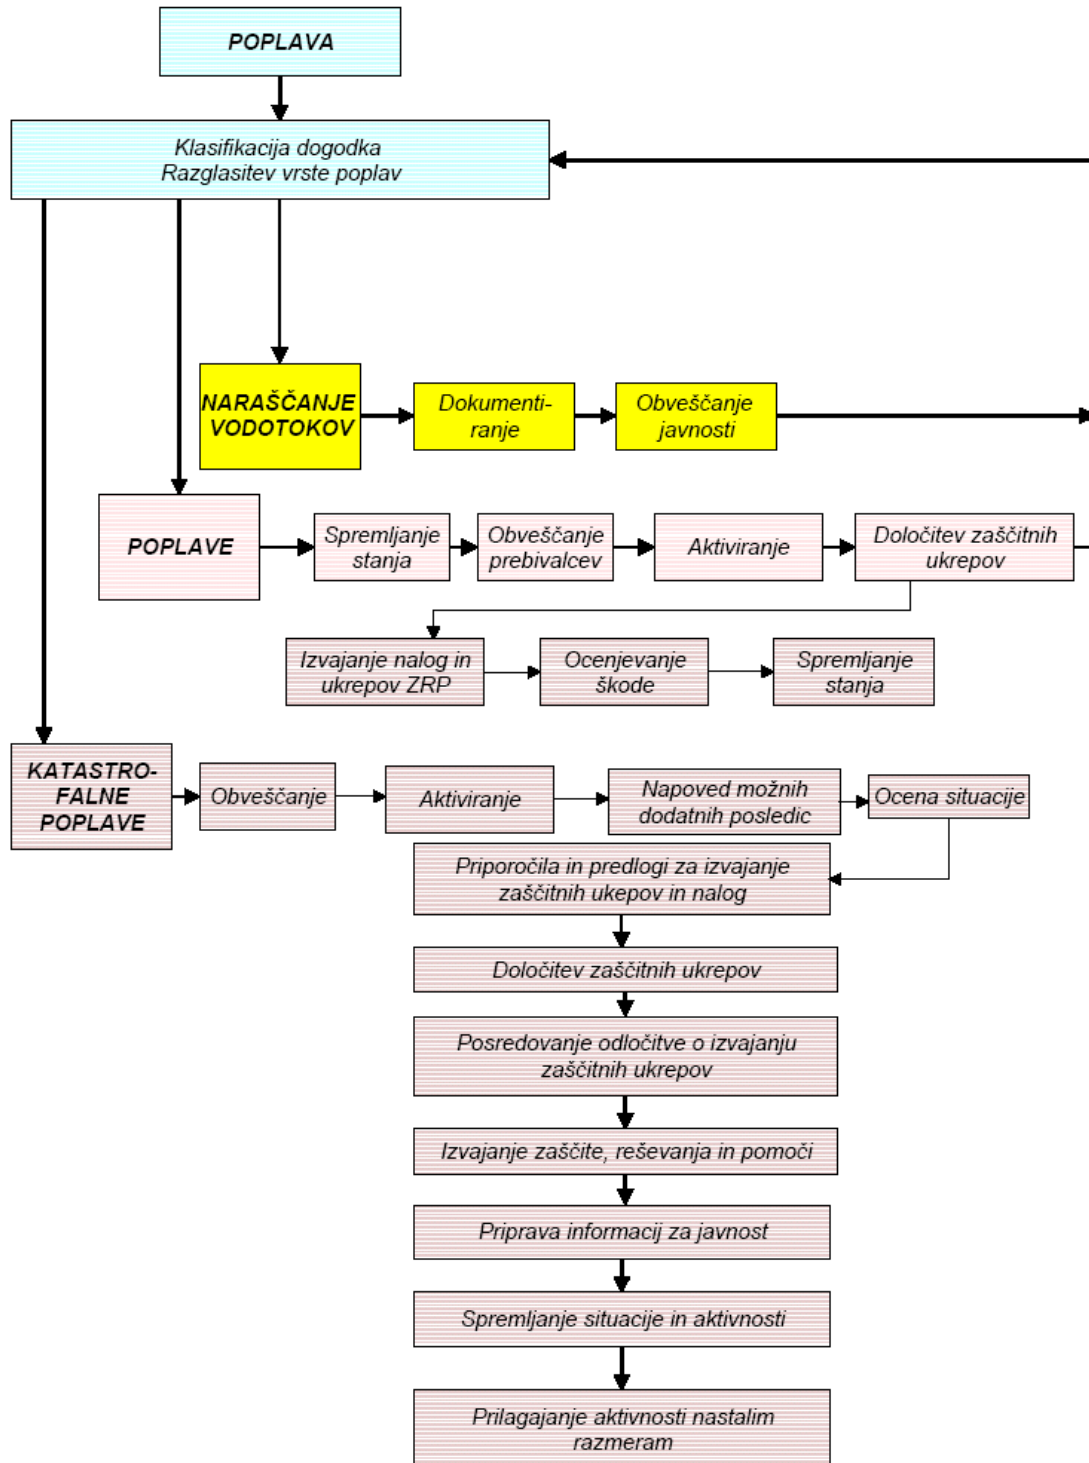 POPLAVA
Klasifikacija dogodka
Razglasitev vrste poplav
NARAŠČANJE
VODOTOKOV
Dokumenti-
ranje
Obveščanje
javnosti
POPLAVE
Spremljanje
stanja
Obveščanje
prebivalcev
Aktiviranje
Določitev zaščitnih
ukrepov
Izvajanje nalog in
ukrepov ZRP
Ocenjevanje
škode
Spremljanje
stanja
KATASTRO-
FALNE
POPLAVE
Obveščanje
Aktiviranje
Napoved možnih
dodatnih posledic
Ocena situacije
Priporočila in predlogi za izvajanje
zaščitnih ukepov in nalog
Določitev zaščitnih ukrepov
Posredovanje odločitve o izvajanju
zaščitnih ukrepov
Izvajanje zaščite, reševanja in pomoči
Priprava informacij za javnost
Spremljanje situacije in aktivnosti
Prilagajanje aktivnosti nastalim
razmeram